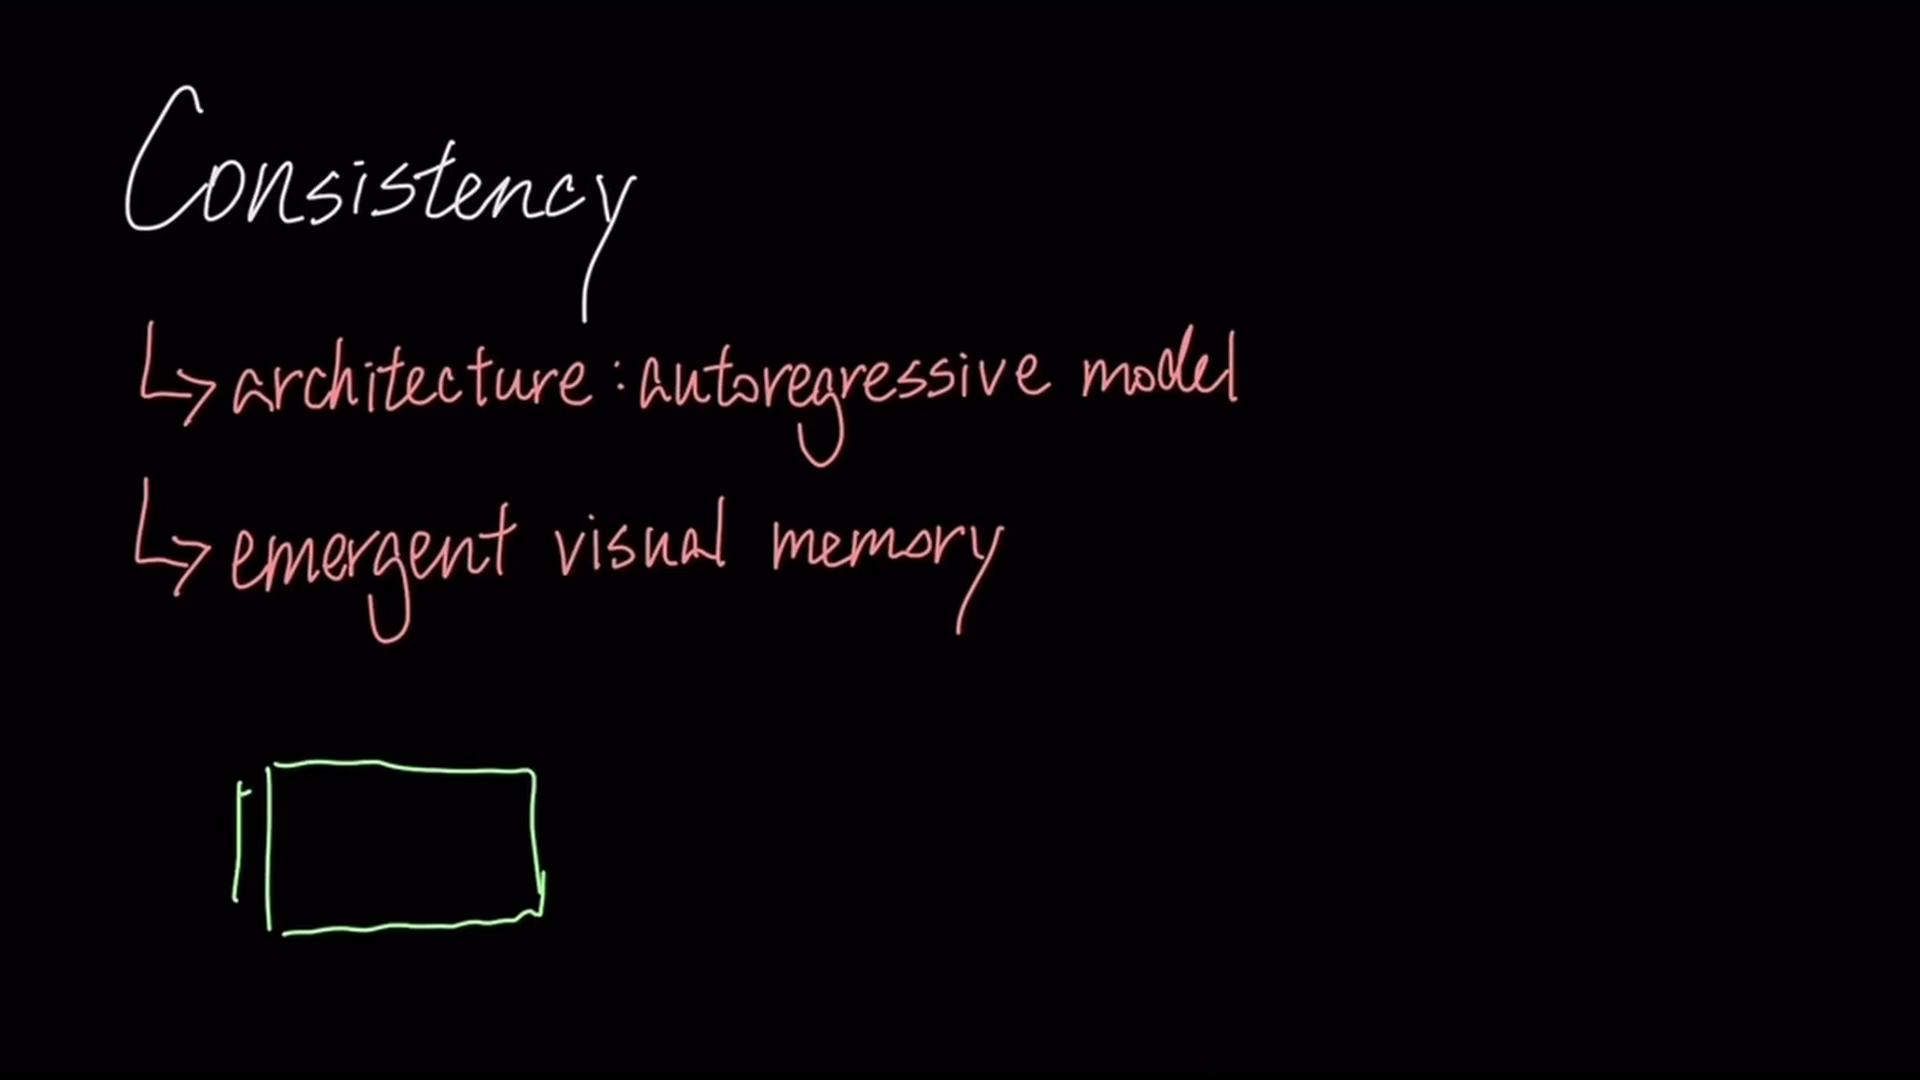 Consistency
↳ architecture: autoregressive model
↳ emergent visual memory